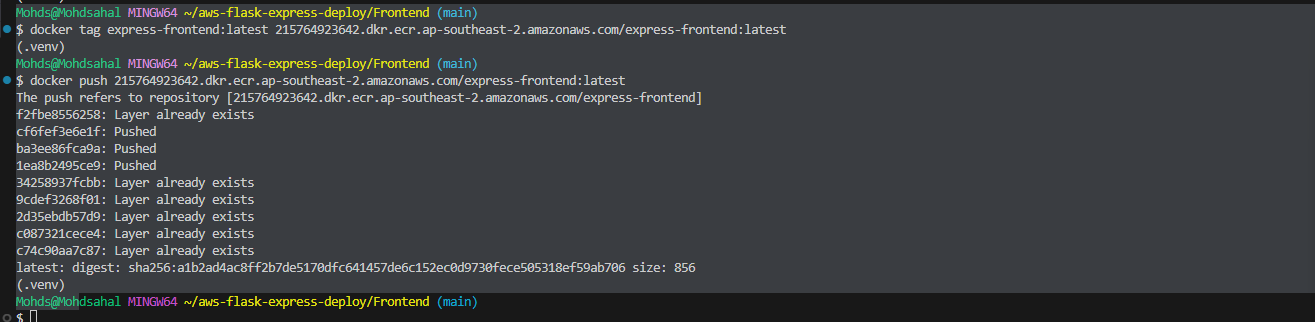 Mohds@Mohdsahal MINGW64 ~/aws-flask-express-deploy/Frontend (main)
$ docker tag express-frontend:latest 215764923642.dkr.ecr.ap-southeast-2.amazonaws.com/express-frontend:latest
(.venv)
Mohds@Mohdsahal MINGW64 ~/aws-flask-express-deploy/Frontend (main)
$ docker push 215764923642.dkr.ecr.ap-southeast-2.amazonaws.com/express-frontend:latest
The push refers to repository [215764923642.dkr.ecr.ap-southeast-2.amazonaws.com/express-frontend]
f2fbe8556258: Layer already exists
cf6fef3e6e1f: Pushed
ba3ee86fca9a: Pushed
1ea8b2495ce9: Pushed
34258937fcbb: Layer already exists
9cdef3268f01: Layer already exists
2d35ebdb57d9: Layer already exists
c087321cece4: Layer already exists
c74c90aa7c87: Layer already exists
latest: digest: sha256:a1b2ad4ac8ff2b7de5170dfc641457de6c152ec0d9730fece505318ef59ab706 size: 856
(.venv)
Mohds@Mohdsahal MINGW64 ~/aws-flask-express-deploy/Frontend (main)
$